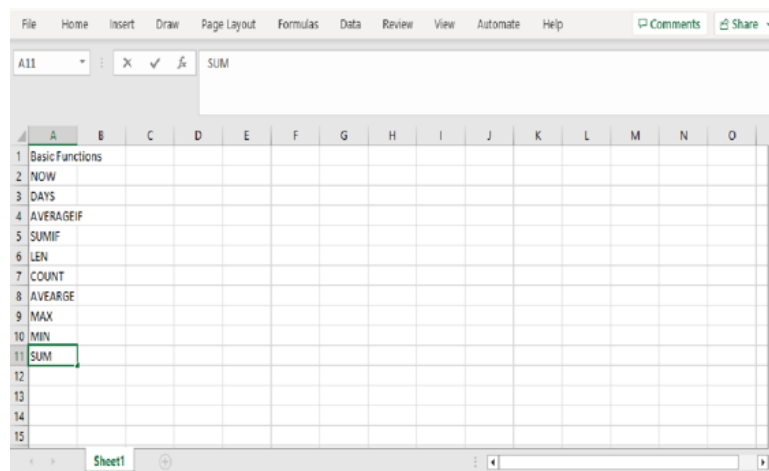 File Home Insert Draw Page Layout Formulas Data Review View Automate Help Comments Share
A11 fx SUM
A B C D E F G H I J K L M N O
1 Basic Functions
2 NOW
3 DAYS
4 AVERAGEIF
5 SUMIF
6 LEN
7 COUNT
8 AVEARGE
9 MAX
10 MIN
11 SUM
12
13
14
15
Sheet1